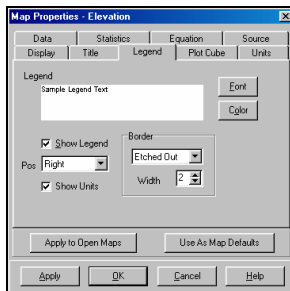 Map Properties - Elevation
Data Statistics Equation Source
Display Title Legend Plot Cube Units
Legend
Sample Legend Text
Font
Color
Show Legend
Pos Right
Show Units
Border
Etched Out
Width 2
Apply to Open Maps Use As Map Defaults
Apply OK Cancel Help